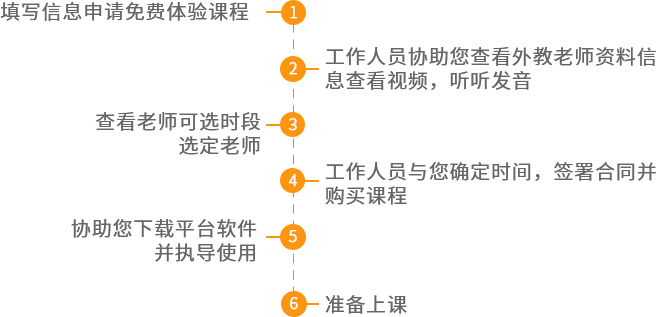 填写信息申请免费体验课程
1
2
工作人员协助您查看外教老师资料信
息查看视频，听听发音
查看老师可选时段
选定老师
3
4
工作人员与您确定时间，签署合同并
购买课程
协助您下载平台软件
并执导使用
5
6
准备上课